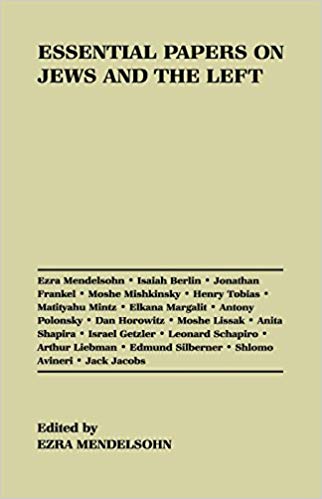 ESSENTIAL PAPERS ON
JEWS AND THE LEFT
Ezra Mendelsohn • Isaiah Berlin • Jonathan
Frankel • Moshe Mishkinsky • Henry Tobias •
Matityahu Mintz • Elkana Margalit • Antony
Polonsky • Dan Horowitz • Moshe Lissak • Anita
Shapira • Israel Getzler • Leonard Schapiro •
Arthur Liebman • Edmund Silberner • Shlomo
Avineri • Jack Jacobs
Edited by
EZRA MENDELSOHN